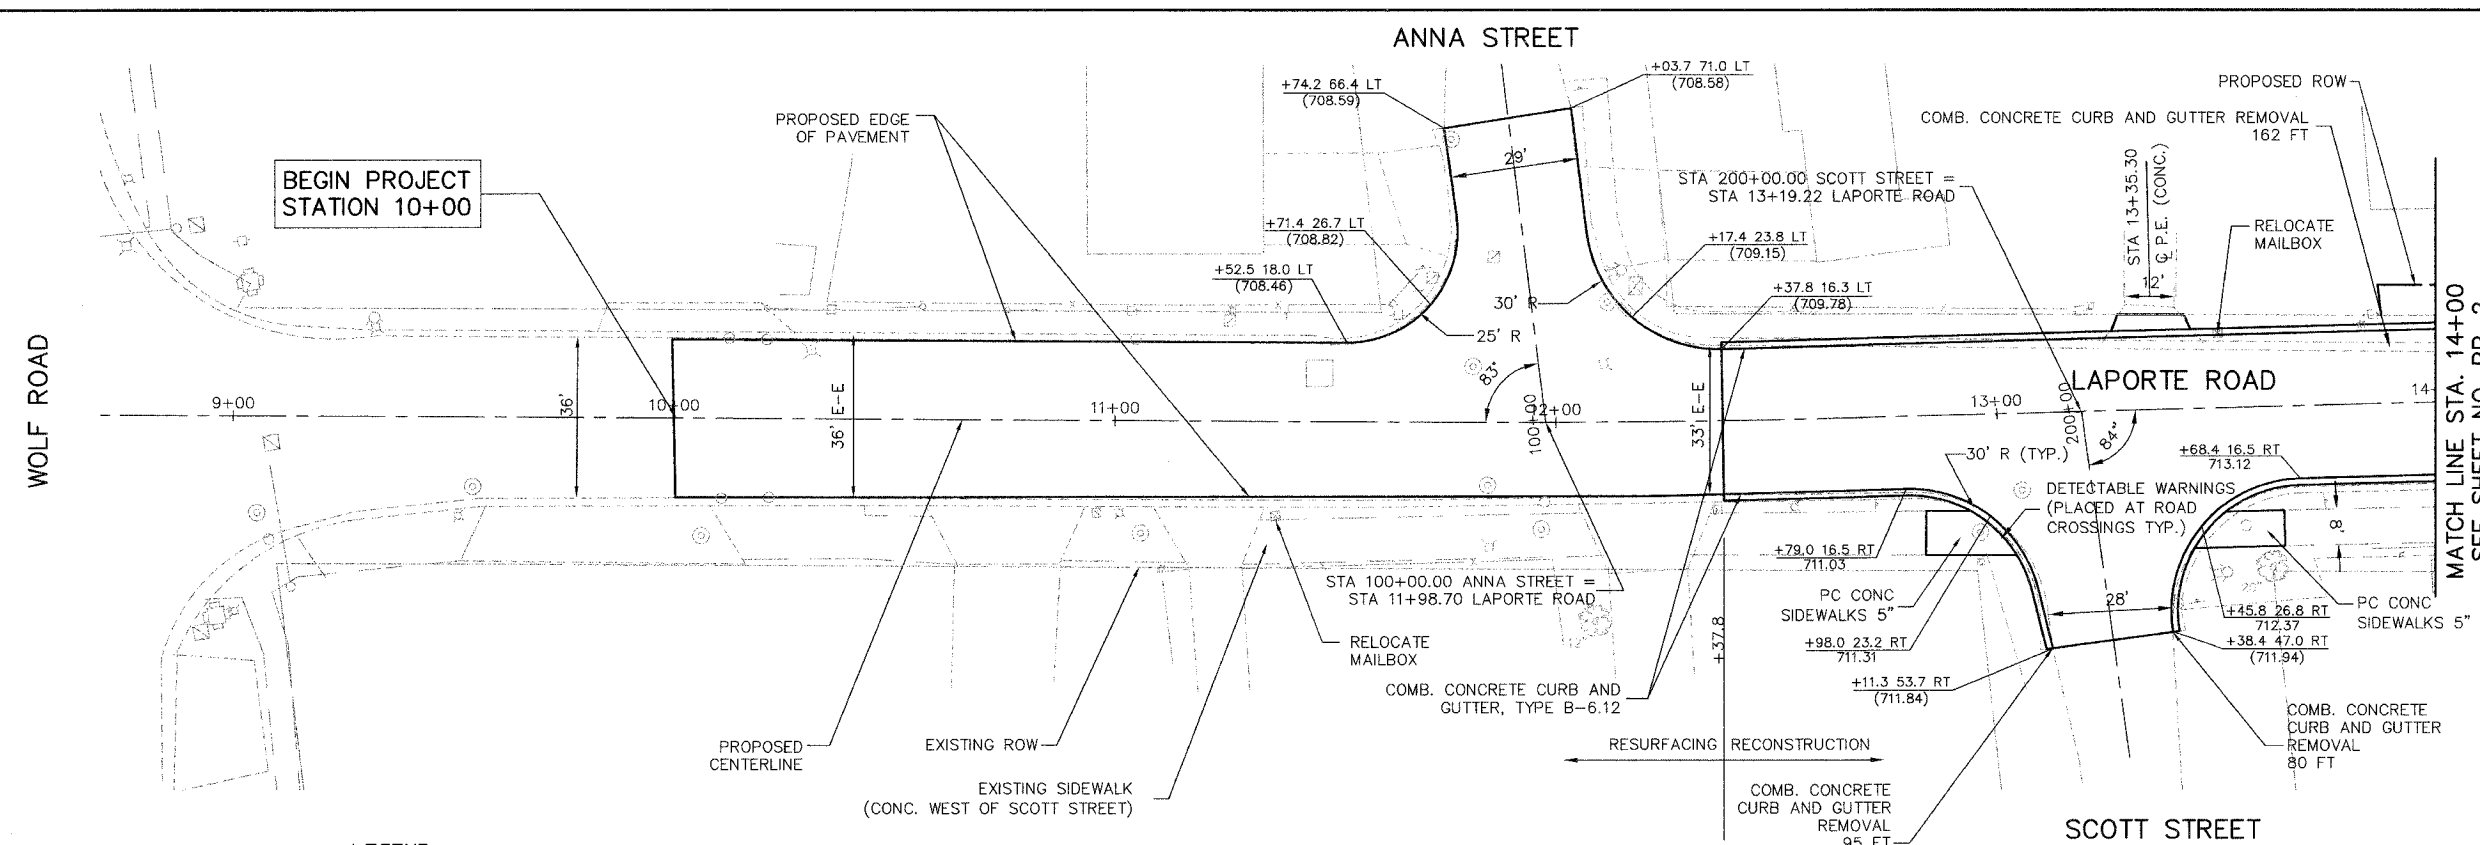 ANNA STREET
+74.2 66.4 LT
(708.59)
+03.7 71.0 LT
(708.58)
PROPOSED ROW
PROPOSED EDGE
OF PAVEMENT
COMB. CONCRETE CURB AND GUTTER REMOVAL
162 FT
BEGIN PROJECT
STATION 10+00
29'
STA 200+00.00 SCOTT STREET =
STA 13+19.22 LAPORTE ROAD
STA 13+35.30
℄ P.E. (CONC.)
12'
RELOCATE
MAILBOX
+71.4 26.7 LT
(708.82)
+17.4 23.8 LT
(709.15)
+52.5 18.0 LT
(708.46)
30' R
+37.8 16.3 LT
(709.78)
25' R
WOLF ROAD
83°
LAPORTE ROAD
MATCH LINE STA. 14+00
9+00
10+00
11+00
12+00
13+00
14
36'
36' E-E
100+00
33' E-E
200+00
84°
30' R (TYP.)
+68.4 16.5 RT
713.12
DETECTABLE WARNINGS
(PLACED AT ROAD
CROSSINGS TYP.)
8'
+79.0 16.5 RT
711.03
STA 100+00.00 ANNA STREET =
STA 11+98.70 LAPORTE ROAD
PC CONC
SIDEWALKS 5"
28'
20"
+45.8 26.8 RT
712.37
PC CONC
SIDEWALKS 5"
12"
+37.8
RELOCATE
MAILBOX
+98.0 23.2 RT
711.31
+38.4 47.0 RT
(711.94)
+11.3 53.7 RT
(711.84)
COMB. CONCRETE CURB AND
GUTTER, TYPE B-6.12
COMB. CONCRETE
CURB AND GUTTER
REMOVAL
80 FT
PROPOSED
CENTERLINE
EXISTING ROW
RESURFACING
RECONSTRUCTION
EXISTING SIDEWALK
(CONC. WEST OF SCOTT STREET)
COMB. CONCRETE
CURB AND GUTTER
REMOVAL
95 FT
SCOTT STREET